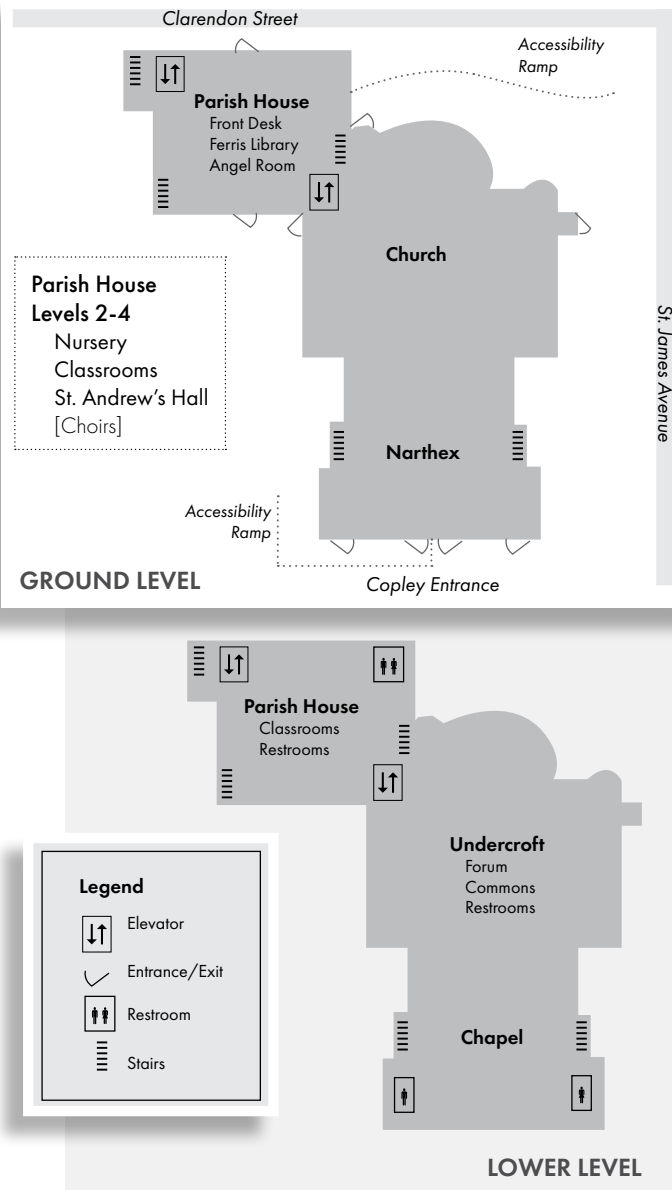 Clarendon Street
Accessibility
Ramp
Parish House
Front Desk
Ferris Library
Angel Room
Church
Parish House
Levels 2-4
Nursery
Classrooms
St. Andrew's Hall
[Choirs]
St. James Avenue
Narthex
Accessibility
Ramp
GROUND LEVEL
Copley Entrance
Parish House
Classrooms
Restrooms
Undercroft
Forum
Commons
Restrooms
Legend
Elevator
Entrance/Exit
Restroom
Stairs
Chapel
LOWER LEVEL